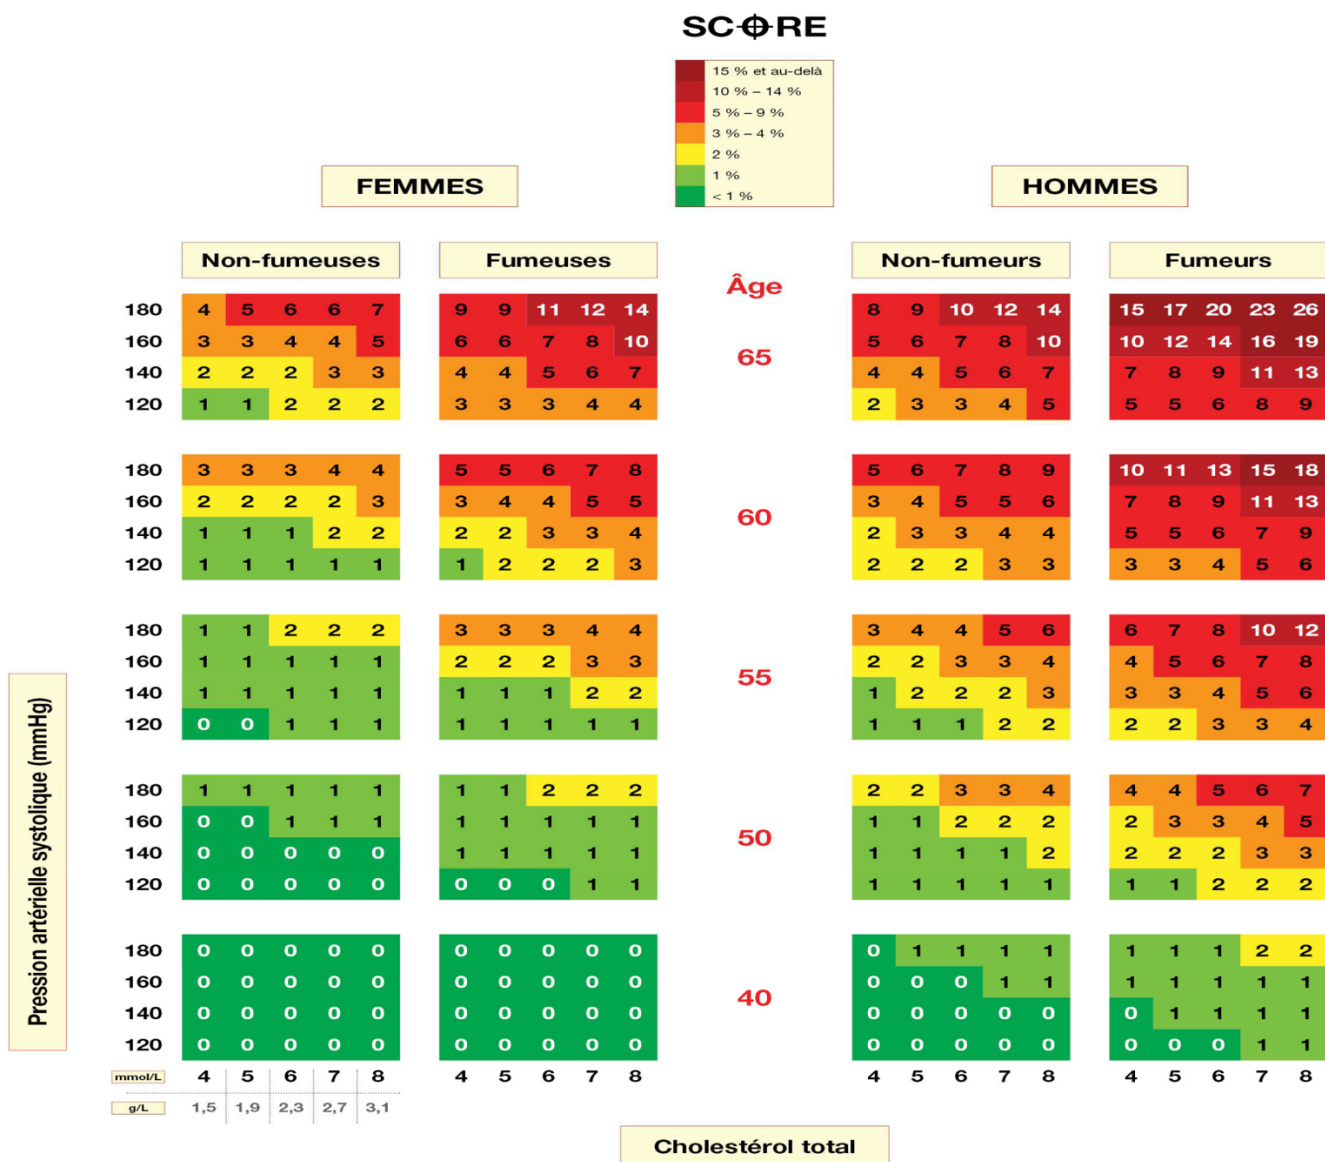 SCORE
15 % et au-delà
10 % – 14 %
5 % – 9 %
3 % – 4 %
2 %
1 %
< 1 %
FEMMES
HOMMES
Non-fumeuses Fumeuses Non-fumeurs Fumeurs
Âge
180 4 5 6 6 7 9 9 11 12 14 8 9 10 12 14 15 17 20 23 26
160 3 3 4 4 5 6 6 7 8 10 5 6 7 8 10 10 12 14 16 19
65
140 2 2 2 3 3 4 4 5 6 7 4 4 5 6 7 7 8 9 11 13
120 1 1 2 2 2 3 3 3 4 4 2 3 3 4 5 5 5 6 8 9
180 3 3 3 4 4 5 5 6 7 8 5 6 7 8 9 10 11 13 15 18
160 2 2 2 2 3 3 4 4 5 5 3 4 5 5 6 7 8 9 11 13
60
140 1 1 1 2 2 2 2 3 3 4 2 3 3 4 4 5 5 6 7 9
120 1 1 1 1 1 1 2 2 2 3 2 2 2 3 3 3 3 4 5 6
180 1 1 2 2 2 3 3 3 4 4 3 4 4 5 6 6 7 8 10 12
160 1 1 1 1 1 2 2 2 3 3 2 2 3 3 4 4 5 6 7 8
55
140 1 1 1 1 1 1 1 1 2 2 1 2 2 2 3 3 3 4 5 6
120 0 0 1 1 1 1 1 1 1 1 1 1 1 2 2 2 2 3 3 4
180 1 1 1 1 1 1 1 2 2 2 2 2 3 3 4 4 4 5 6 7
160 0 0 1 1 1 1 1 1 1 1 1 1 2 2 2 2 3 3 4 5
50
140 0 0 0 0 0 1 1 1 1 1 1 1 1 1 2 2 2 2 3 3
120 0 0 0 0 0 0 0 0 1 1 1 1 1 1 1 1 1 2 2 2
180 0 0 0 0 0 0 0 0 0 0 0 1 1 1 1 1 1 1 2 2
160 0 0 0 0 0 0 0 0 0 0 0 0 0 1 1 1 1 1 1 1
40
140 0 0 0 0 0 0 0 0 0 0 0 0 0 0 0 0 1 1 1 1
120 0 0 0 0 0 0 0 0 0 0 0 0 0 0 0 0 0 0 1 1
mmol/L 4 5 6 7 8 4 5 6 7 8 4 5 6 7 8 4 5 6 7 8
g/L 1,5 1,9 2,3 2,7 3,1
Pression artérielle systolique (mmHg)
Cholestérol total